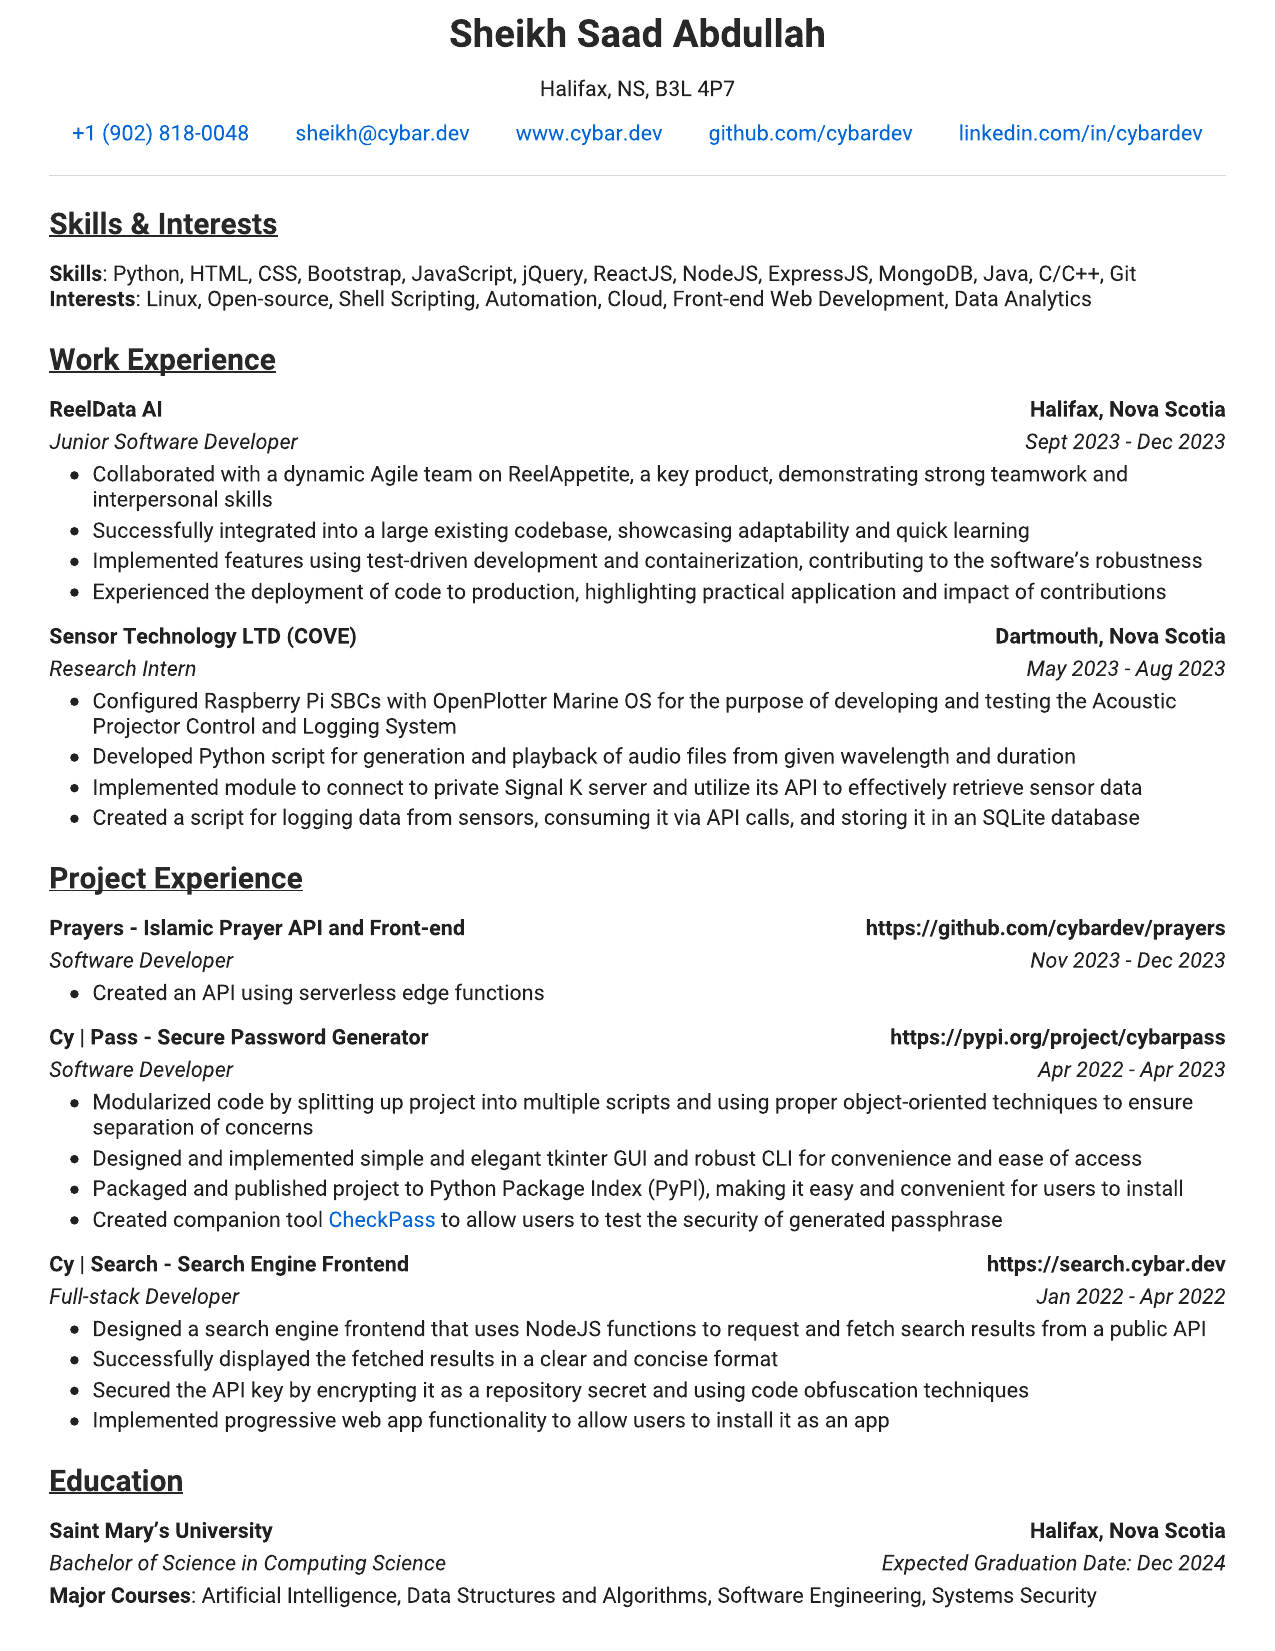 Sheikh Saad Abdullah
Halifax, NS, B3L 4P7
+1 (902) 818-0048 sheikh@cybar.dev www.cybar.dev github.com/cybardev linkedin.com/in/cybardev
Skills & Interests
Skills: Python, HTML, CSS, Bootstrap, JavaScript, jQuery, ReactJS, NodeJS, ExpressJS, MongoDB, Java, C/C++, Git
Interests: Linux, Open-source, Shell Scripting, Automation, Cloud, Front-end Web Development, Data Analytics
Work Experience
ReelData AI Halifax, Nova Scotia
Junior Software Developer Sept 2023 - Dec 2023
• Collaborated with a dynamic Agile team on ReelAppetite, a key product, demonstrating strong teamwork and
interpersonal skills
• Successfully integrated into a large existing codebase, showcasing adaptability and quick learning
• Implemented features using test-driven development and containerization, contributing to the software’s robustness
• Experienced the deployment of code to production, highlighting practical application and impact of contributions
Sensor Technology LTD (COVE) Dartmouth, Nova Scotia
Research Intern May 2023 - Aug 2023
• Configured Raspberry Pi SBCs with OpenPlotter Marine OS for the purpose of developing and testing the Acoustic
Projector Control and Logging System
• Developed Python script for generation and playback of audio files from given wavelength and duration
• Implemented module to connect to private Signal K server and utilize its API to effectively retrieve sensor data
• Created a script for logging data from sensors, consuming it via API calls, and storing it in an SQLite database
Project Experience
Prayers - Islamic Prayer API and Front-end https://github.com/cybardev/prayers
Software Developer Nov 2023 - Dec 2023
• Created an API using serverless edge functions
Cy | Pass - Secure Password Generator https://pypi.org/project/cybarpass
Software Developer Apr 2022 - Apr 2023
• Modularized code by splitting up project into multiple scripts and using proper object-oriented techniques to ensure
separation of concerns
• Designed and implemented simple and elegant tkinter GUI and robust CLI for convenience and ease of access
• Packaged and published project to Python Package Index (PyPI), making it easy and convenient for users to install
• Created companion tool CheckPass to allow users to test the security of generated passphrase
Cy | Search - Search Engine Frontend https://search.cybar.dev
Full-stack Developer Jan 2022 - Apr 2022
• Designed a search engine frontend that uses NodeJS functions to request and fetch search results from a public API
• Successfully displayed the fetched results in a clear and concise format
• Secured the API key by encrypting it as a repository secret and using code obfuscation techniques
• Implemented progressive web app functionality to allow users to install it as an app
Education
Saint Mary’s University Halifax, Nova Scotia
Bachelor of Science in Computing Science Expected Graduation Date: Dec 2024
Major Courses: Artificial Intelligence, Data Structures and Algorithms, Software Engineering, Systems Security